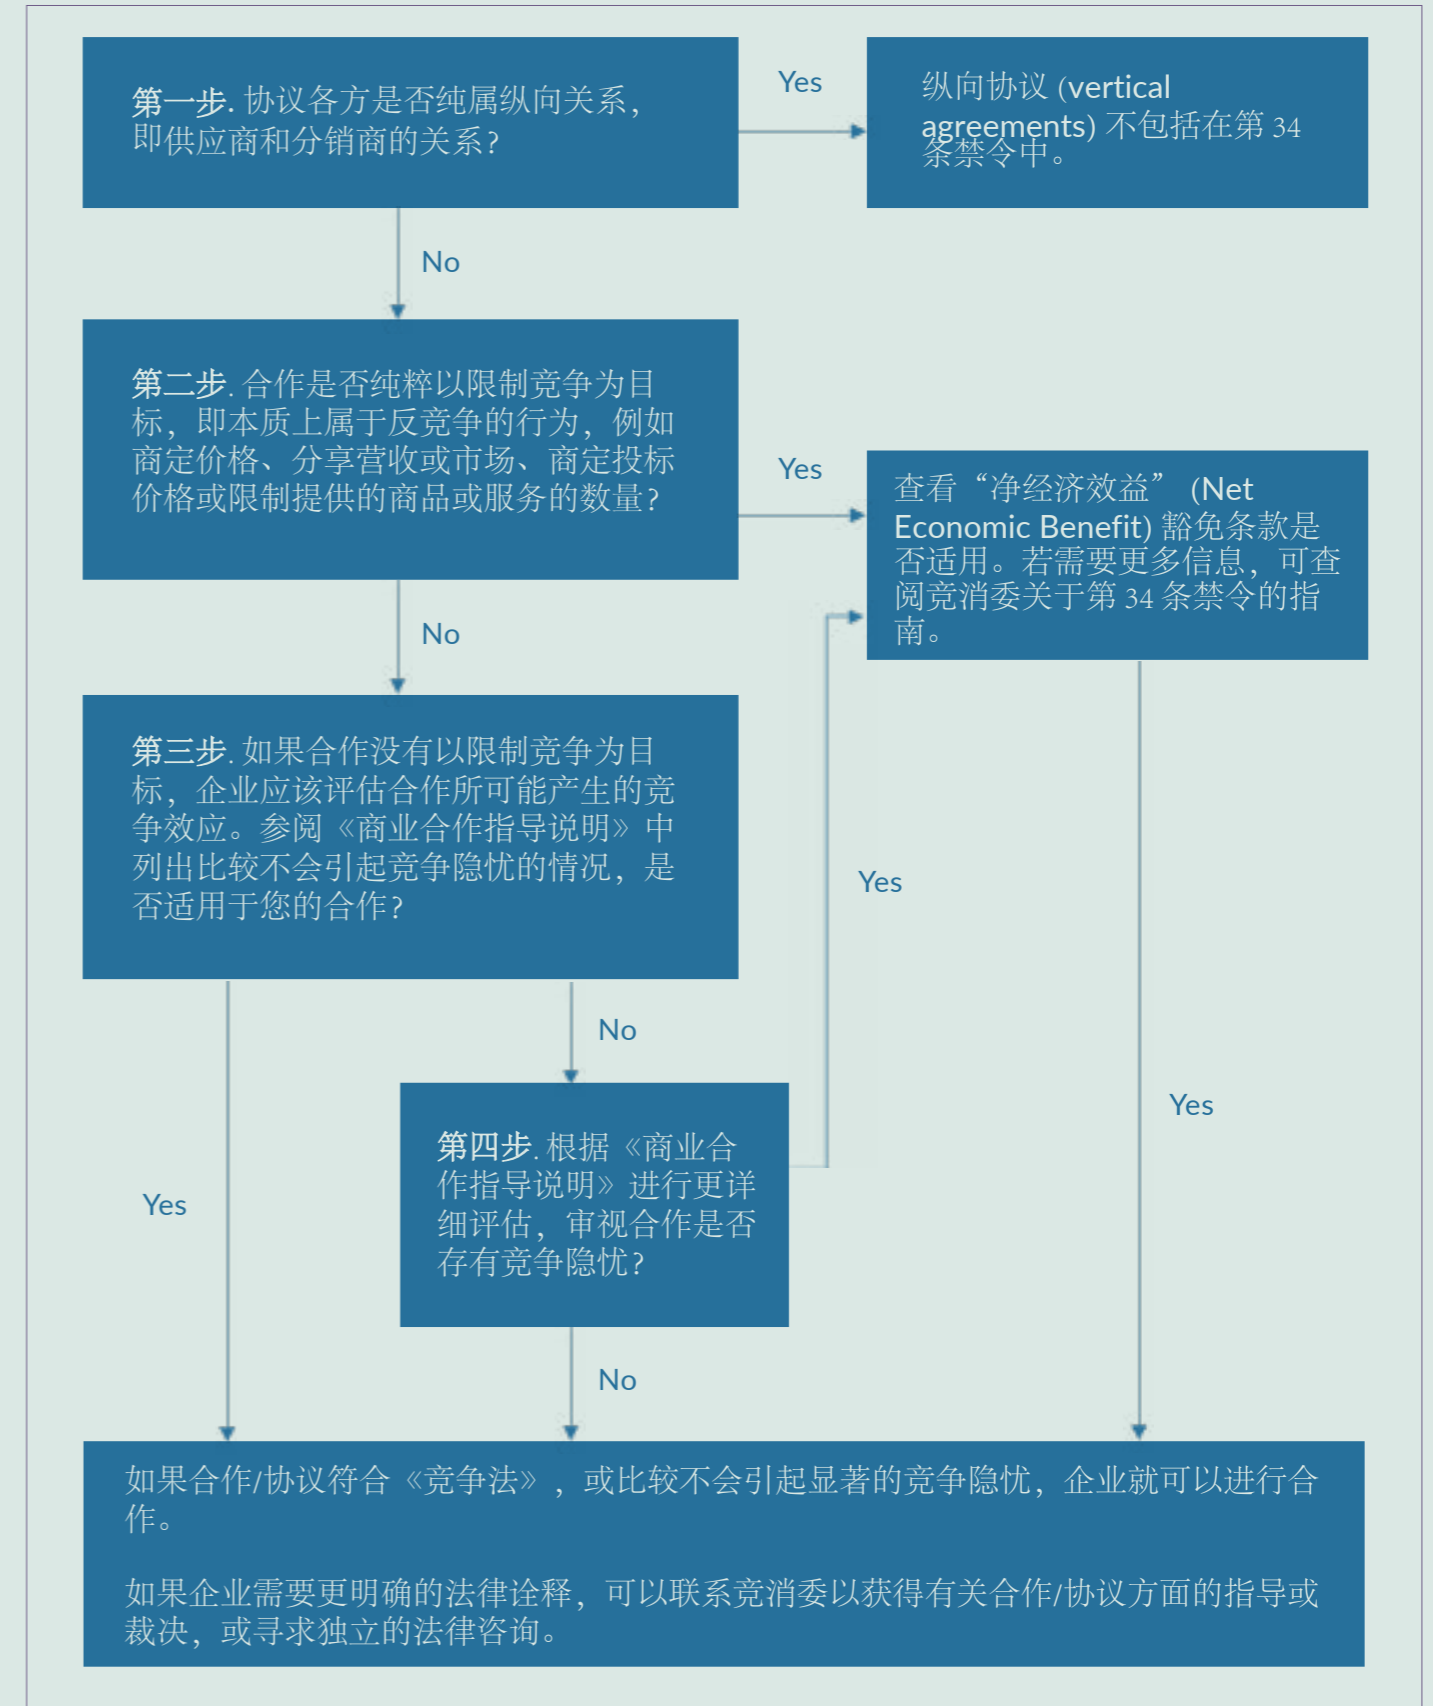 第一步. 协议各方是否纯属纵向关系，
即供应商和分销商的关系？
Yes
纵向协议 (vertical
agreements) 不包括在第 34
条禁令中。
No
第二步. 合作是否纯粹以限制竞争为目
标，即本质上属于反竞争的行为，例如
商定价格、分享营收或市场、商定投标
价格或限制提供的商品或服务的数量？
Yes
查看“净经济效益” (Net
Economic Benefit) 豁免条款是
否适用。若需要更多信息，可查
阅竞消委关于第 34 条禁令的指
南。
No
第三步. 如果合作没有以限制竞争为目
标，企业应该评估合作所可能产生的竞
争效应。参阅《商业合作指导说明》中
列出比较不会引起竞争隐忧的情况，是
否适用于您的合作？
Yes
No
Yes
第四步. 根据《商业合
作指导说明》进行更详
细评估，审视合作是否
存有竞争隐忧？
Yes
No
如果合作/协议符合《竞争法》，或比较不会引起显著的竞争隐忧，企业就可以进行合
作。
如果企业需要更明确的法律诠释，可以联系竞消委以获得有关合作/协议方面的指导或
裁决，或寻求独立的法律咨询。